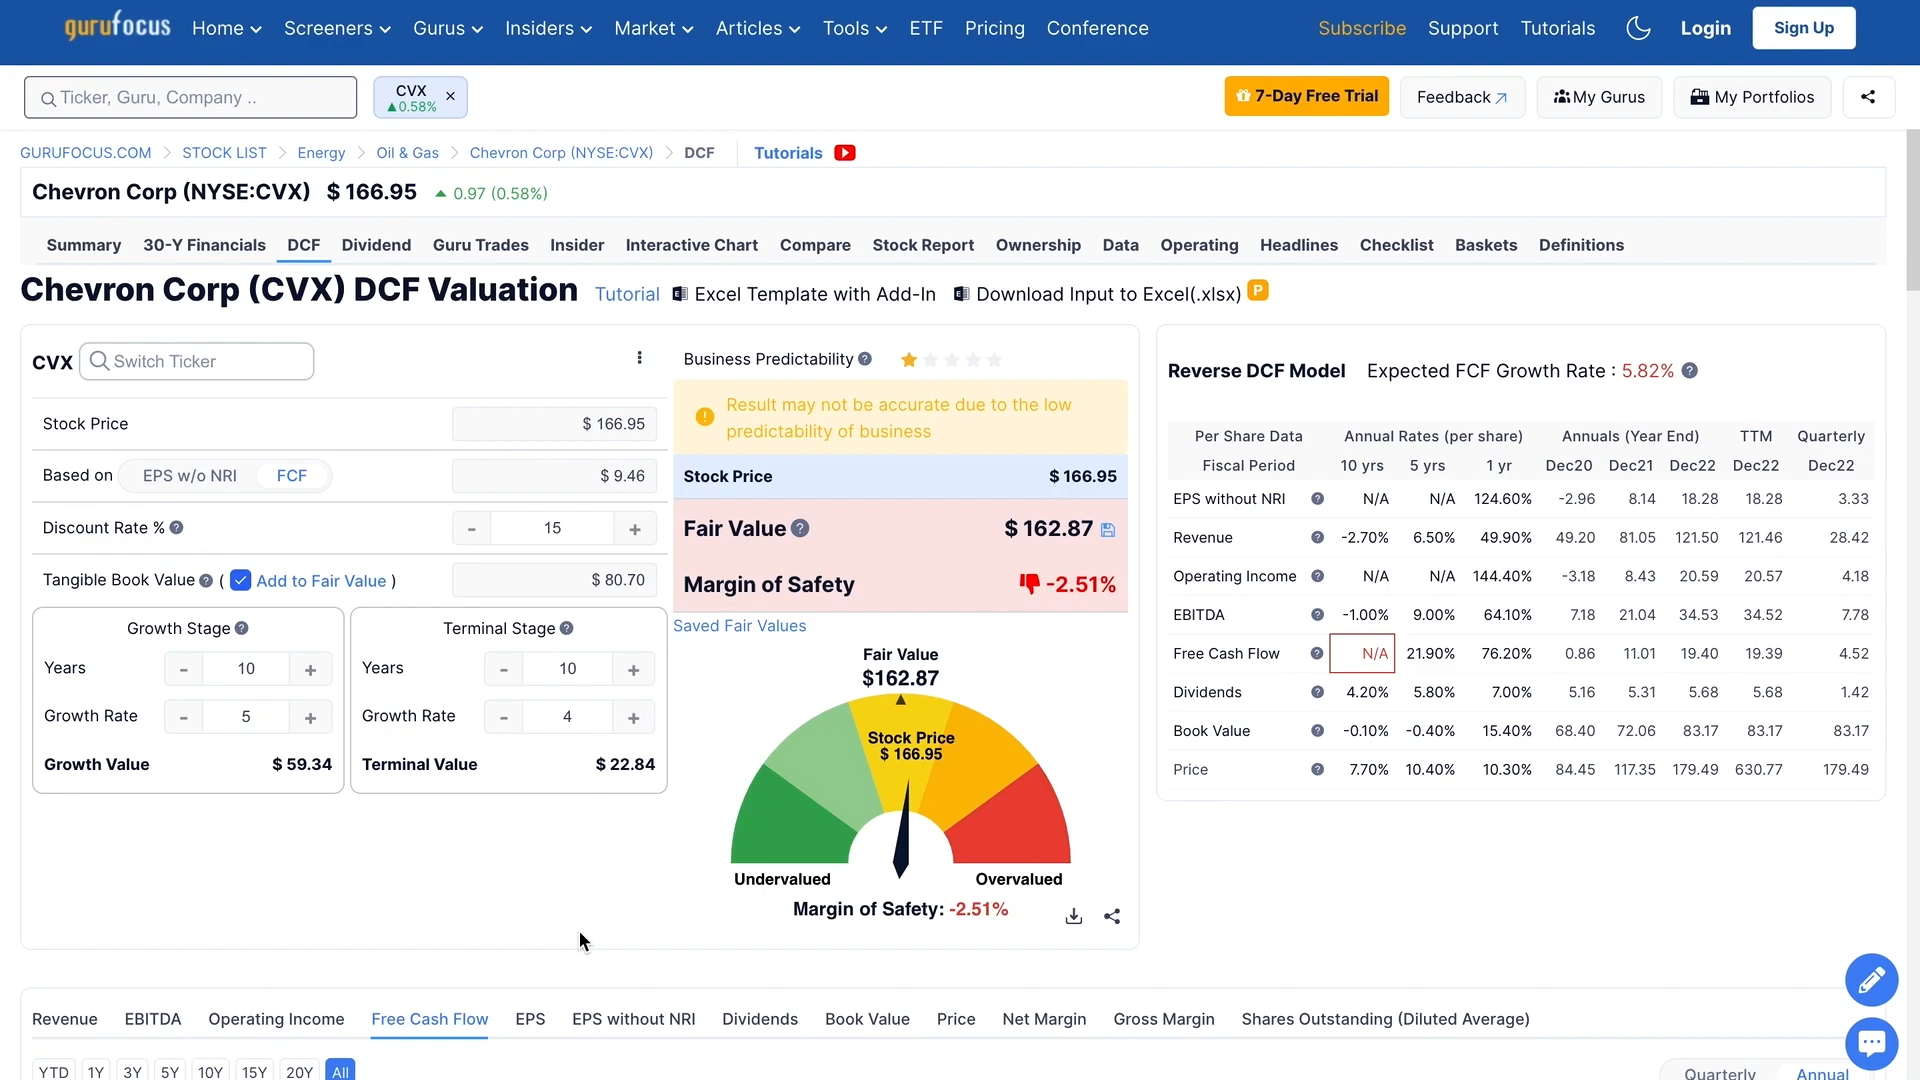 gurufocus Home Screeners Gurus Insiders Market Articles Tools ETF Pricing Conference Subscribe Support Tutorials Login Sign Up
Ticker, Guru, Company ..
CVX
▲0.58% ×
7-Day Free Trial Feedback My Gurus My Portfolios
GURUFOCUS.COM > STOCK LIST > Energy > Oil & Gas > Chevron Corp (NYSE:CVX) > DCF Tutorials
Chevron Corp (NYSE:CVX) $ 166.95 ▲ 0.97 (0.58%)
Summary 30-Y Financials DCF Dividend Guru Trades Insider Interactive Chart Compare Stock Report Ownership Data Operating Headlines Checklist Baskets Definitions
Chevron Corp (CVX) DCF Valuation Tutorial Excel Template with Add-In Download Input to Excel(.xlsx) P
CVX Switch Ticker
Stock Price $ 166.95
Based on EPS w/o NRI FCF $ 9.46
Discount Rate % - 15 +
Tangible Book Value ( Add to Fair Value ) $ 80.70
Growth Stage
Years - 10 +
Growth Rate - 5 +
Growth Value $ 59.34
Terminal Stage
Years - 10 +
Growth Rate - 4 +
Terminal Value $ 22.84
Business Predictability
Result may not be accurate due to the low
predictability of business
Stock Price $ 166.95
Fair Value $ 162.87
Margin of Safety -2.51%
Saved Fair Values
Fair Value
$162.87
Stock Price
$ 166.95
Undervalued Overvalued
Margin of Safety: -2.51%
Reverse DCF Model Expected FCF Growth Rate : 5.82%
Per Share Data Annual Rates (per share) Annuals (Year End) TTM Quarterly
Fiscal Period 10 yrs 5 yrs 1 yr Dec20 Dec21 Dec22 Dec22 Dec22
EPS without NRI N/A N/A 124.60% -2.96 8.14 18.28 18.28 3.33
Revenue -2.70% 6.50% 49.90% 49.20 81.05 121.50 121.46 28.42
Operating Income N/A N/A 144.40% -3.18 8.43 20.59 20.57 4.18
EBITDA -1.00% 9.00% 64.10% 7.18 21.04 34.53 34.52 7.78
Free Cash Flow N/A 21.90% 76.20% 0.86 11.01 19.40 19.39 4.52
Dividends 4.20% 5.80% 7.00% 5.16 5.31 5.68 5.68 1.42
Book Value -0.10% -0.40% 15.40% 68.40 72.06 83.17 83.17 83.17
Price 7.70% 10.40% 10.30% 84.45 117.35 179.49 630.77 179.49
Revenue EBITDA Operating Income Free Cash Flow EPS EPS without NRI Dividends Book Value Price Net Margin Gross Margin Shares Outstanding (Diluted Average)
YTD 1Y 3Y 5Y 10Y 15Y 20Y All Quarterly Annual